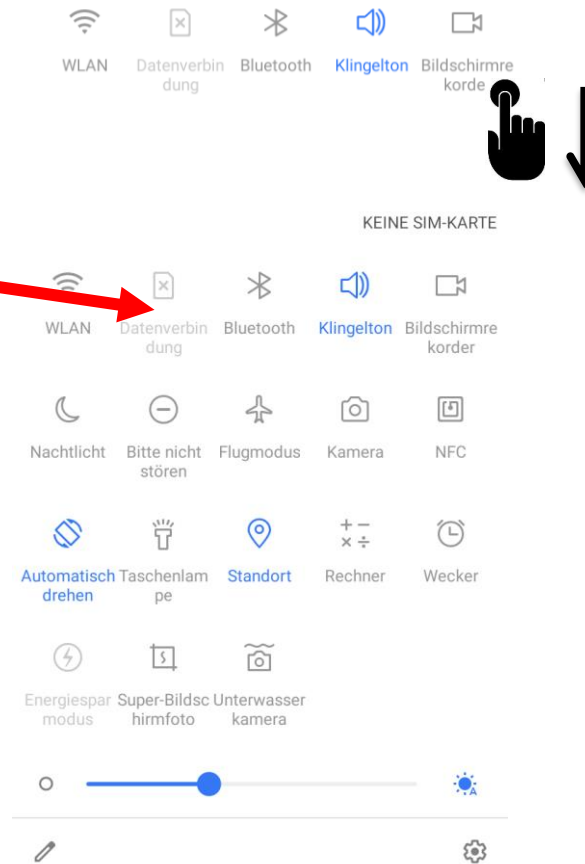 WLAN Datenverbin Bluetooth Klingelton Bildschirmre
dung korde
KEINE SIM-KARTE
WLAN Datenverbin Bluetooth Klingelton Bildschirmre
dung korder
Nachtlicht Bitte nicht Flugmodus Kamera NFC
stören
Automatisch Taschenlam Standort Rechner Wecker
drehen pe
Energiespar Super-Bildsc Unterwasser
modus hirmfoto kamera